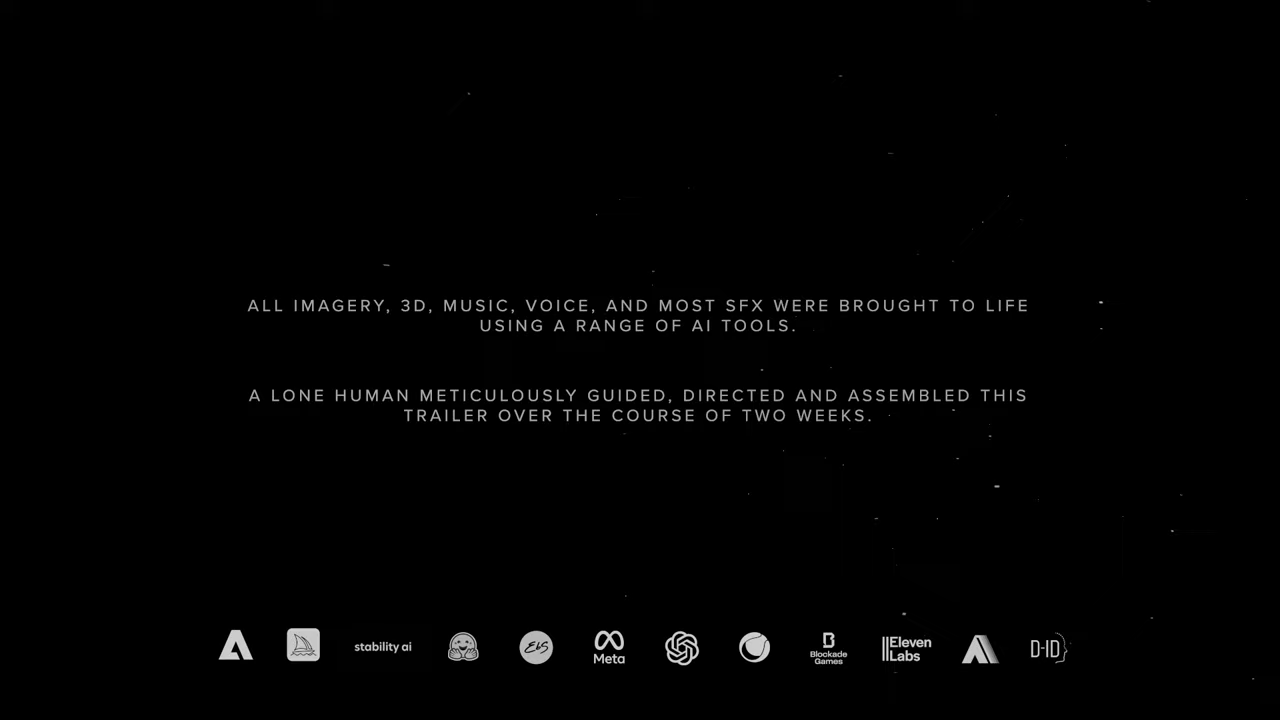 ALL IMAGERY, 3D, MUSIC, VOICE, AND MOST SFX WERE BROUGHT TO LIFE
USING A RANGE OF AI TOOLS.
A LONE HUMAN METICULOUSLY GUIDED, DIRECTED AND ASSEMBLED THIS
TRAILER OVER THE COURSE OF TWO WEEKS.
stability ai
EbS
Meta
Blockade
Games
ElevenLabs
D-ID